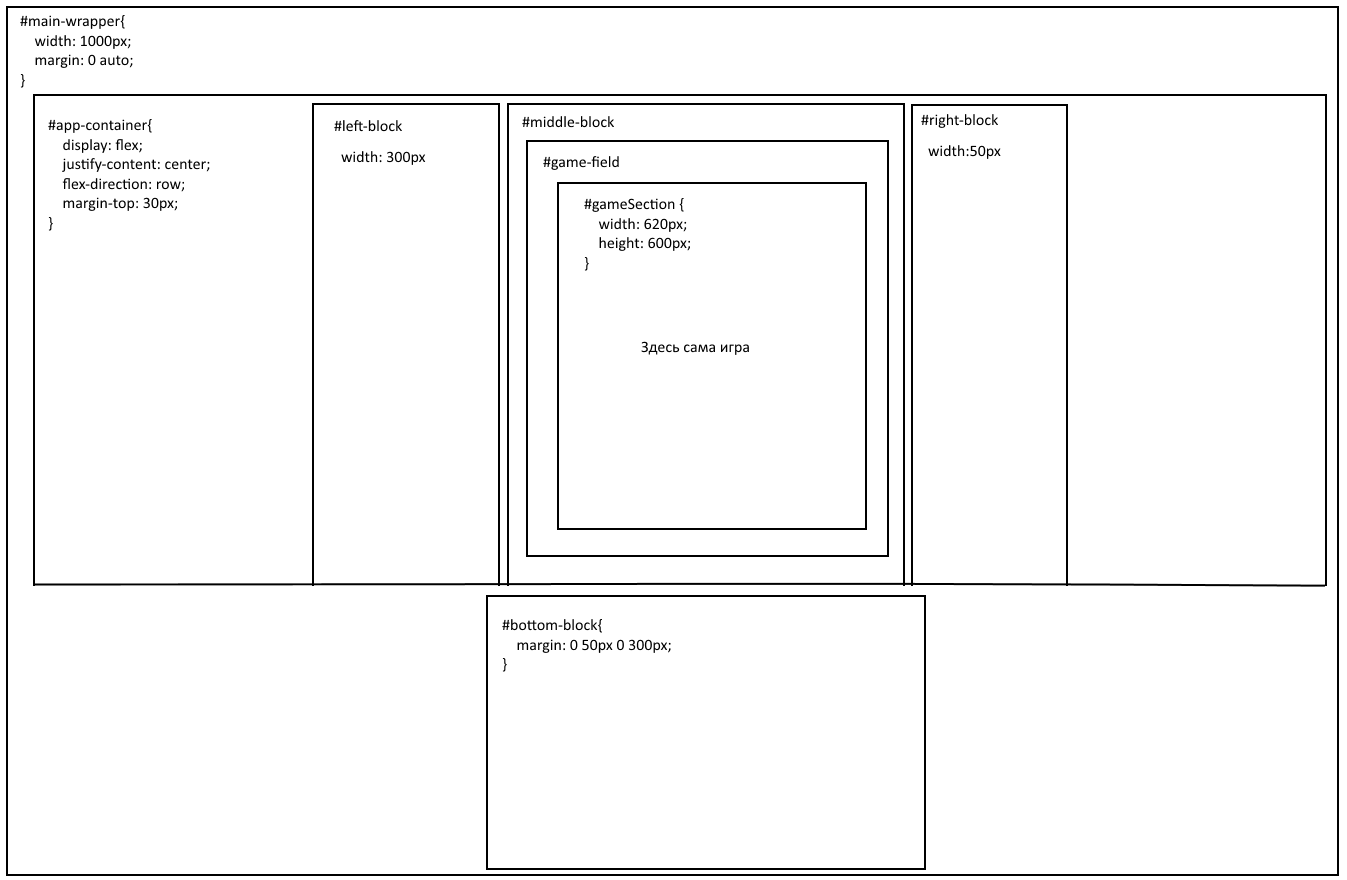 #main-wrapper{
width: 1000px;
margin: 0 auto;
}
#app-container{
display: flex;
justify-content: center;
flex-direction: row;
margin-top: 30px;
}
#left-block
width: 300px
#middle-block
#game-field
#gameSection {
width: 620px;
height: 600px;
}
Здесь сама игра
#right-block
width:50px
#bottom-block{
margin: 0 50px 0 300px;
}